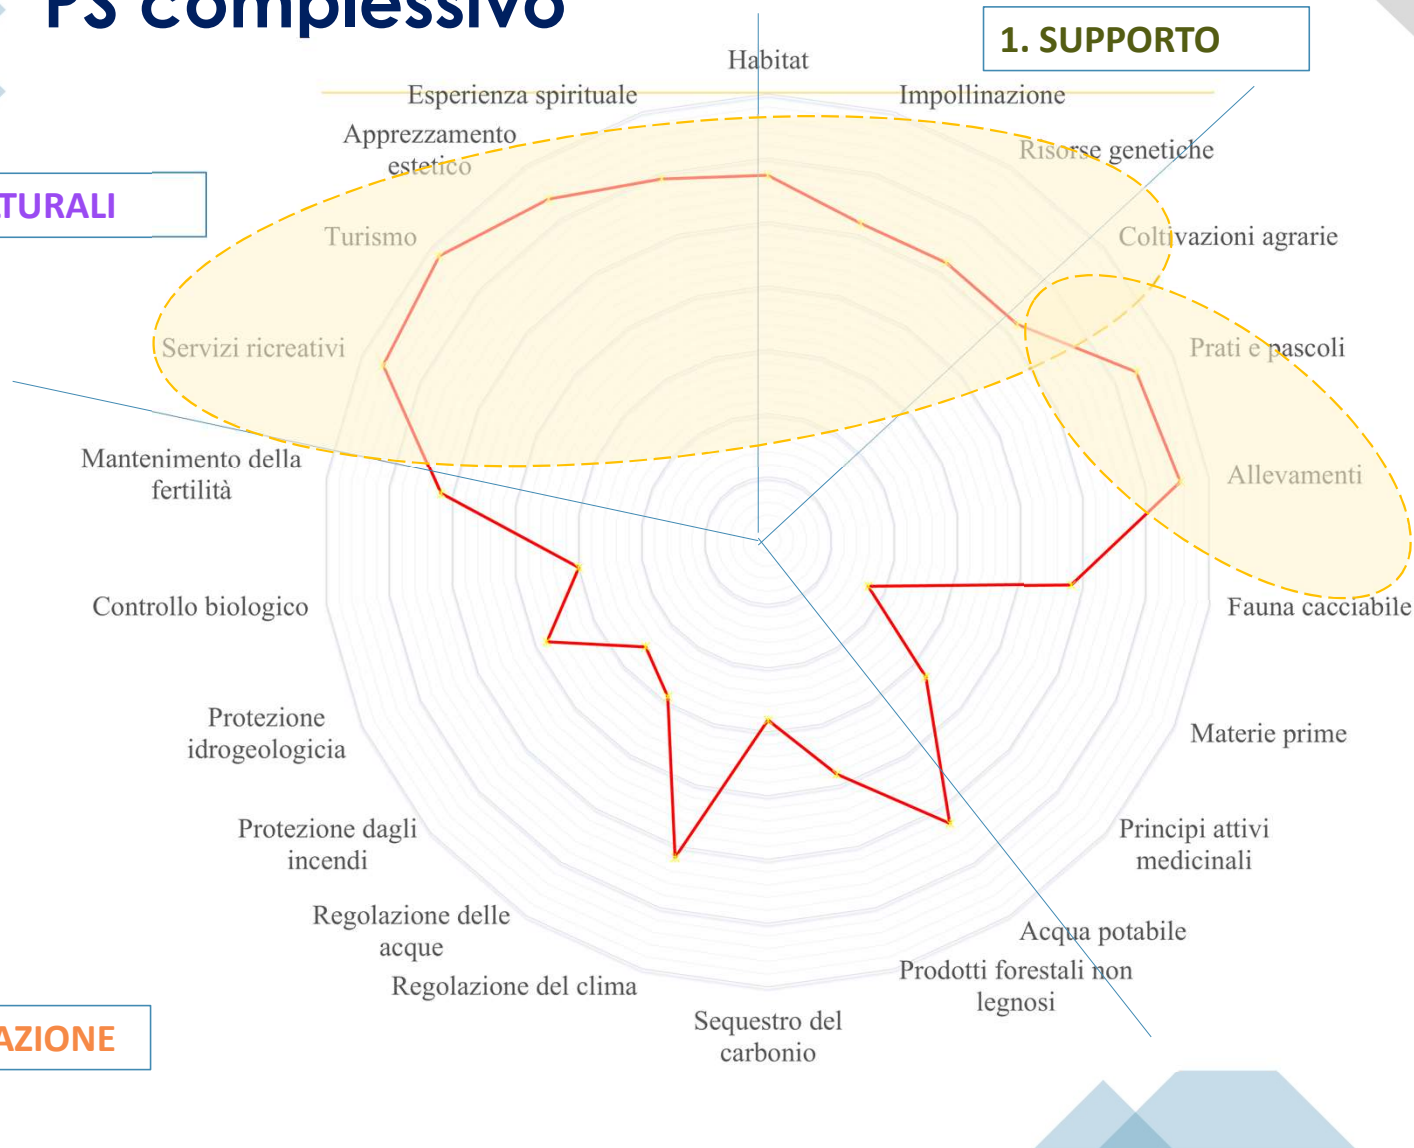 PS complessivo
1. SUPPORTO
Habitat
Esperienza spirituale
Impollinazione
Apprezzamento
estetico
Risorse genetiche
TURALI
Turismo
Coltivazioni agrarie
Servizi ricreativi
Prati e pascoli
Mantenimento della
fertilità
Allevamenti
Controllo biologico
Fauna cacciabile
Protezione
idrogeologicia
Materie prime
Protezione dagli
incendi
Principi attivi
medicinali
Regolazione delle
acque
Acqua potabile
Regolazione del clima
Prodotti forestali non
legnosi
Sequestro del
carbonio
AZIONE